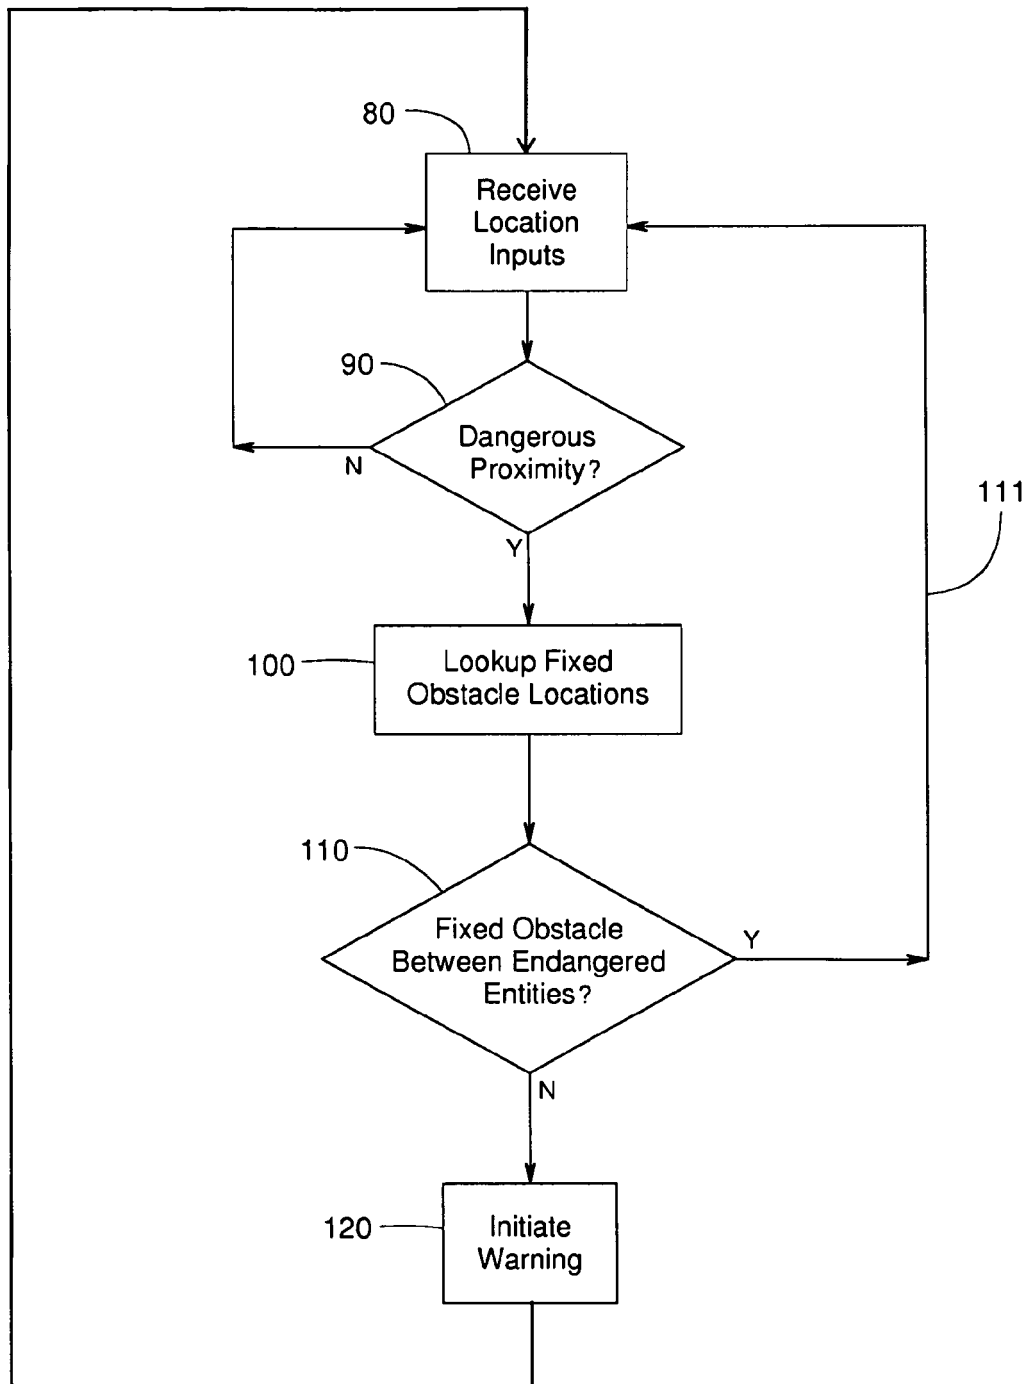 80
Receive
Location
Inputs
90
Dangerous
Proximity?
N
Y
111
100
Lookup Fixed
Obstacle Locations
110
Fixed Obstacle
Between Endangered
Entities?
Y
N
120
Initiate
Warning